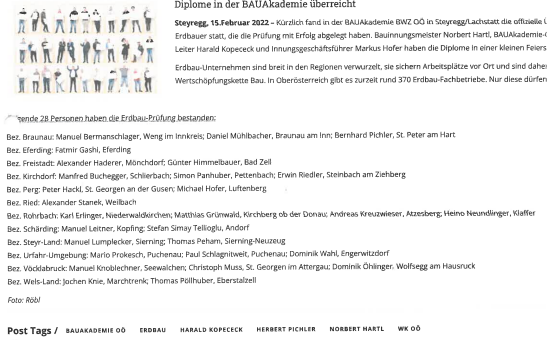 Diplome in der BAUAkademie überreicht
Steyregg, 15.Februar 2022 – Kürzlich fand in der BAUAkademie BWZ OÖ in Steyregg/Lachstatt die offizielle
Erdbauer statt, die die Prüfung mit Erfolg abgelegt haben. Bauinnungsmeister Norbert Hartl, BAUAkademie-
Leiter Harald Kopececk und Innungsgeschäftsführer Markus Hofer haben die Diplome in einer kleinen Feiers
Erdbau-Unternehmen sind breit in den Regionen verwurzelt, sie sichern Arbeitsplätze vor Ort und sind dahe
Wertschöpfungskette Bau. In Oberösterreich gibt es zurzeit rund 370 Erdbau-Fachbetriebe. Nur diese dürfen
gende 28 Personen haben die Erdbau-Prüfung bestanden:
Bez. Braunau: Manuel Bermanschlager, Weng im Innkreis; Daniel Mühlbacher, Braunau am Inn; Bernhard Pichler, St. Peter am Hart
Bez. Eferding: Fatmir Gashi, Eferding
Bez. Freistadt: Alexander Haderer, Mönchdorf; Günter Himmelbauer, Bad Zell
Bez. Kirchdorf: Manfred Buchegger, Schlierbach; Simon Panhuber, Pettenbach; Erwin Riedler, Steinbach am Ziehberg
Bez. Perg: Peter Hackl, St. Georgen an der Gusen; Michael Hofer, Luftenberg
Bez. Ried: Alexander Stanek, Weilbach
Bez. Rohrbach: Karl Erlinger, Niederwaldkirchen; Matthias Grünwald, Kirchberg ob der Donau; Andreas Kreuzwieser, Atzesberg; Heino Neundlinger, Klaffer
Bez. Schärding: Manuel Leitner, Kopfing; Stefan Simay Tellioglu, Andorf
Bez. Steyr-Land: Manuel Lumplecker, Sierning; Thomas Peham, Sierning-Neuzeug
Bez. Urfahr-Umgebung: Mario Prokesch, Puchenau; Paul Schlagnitweit, Puchenau; Dominik Wahl, Engerwitzdorf
Bez. Vöcklabruck: Manuel Knoblechner, Seewalchen; Christoph Muss, St. Georgen im Attergau; Dominik Öhlinger, Wolfsegg am Hausruck
Bez. Wels-Land: Jochen Knie, Marchtrenk; Thomas Pöllhuber, Eberstalzell
Foto: Röbl
Post Tags / BAUAKADEMIE OÖ ERDBAU HARALD KOPECECK HERBERT PICHLER NORBERT HARTL WK OÖ